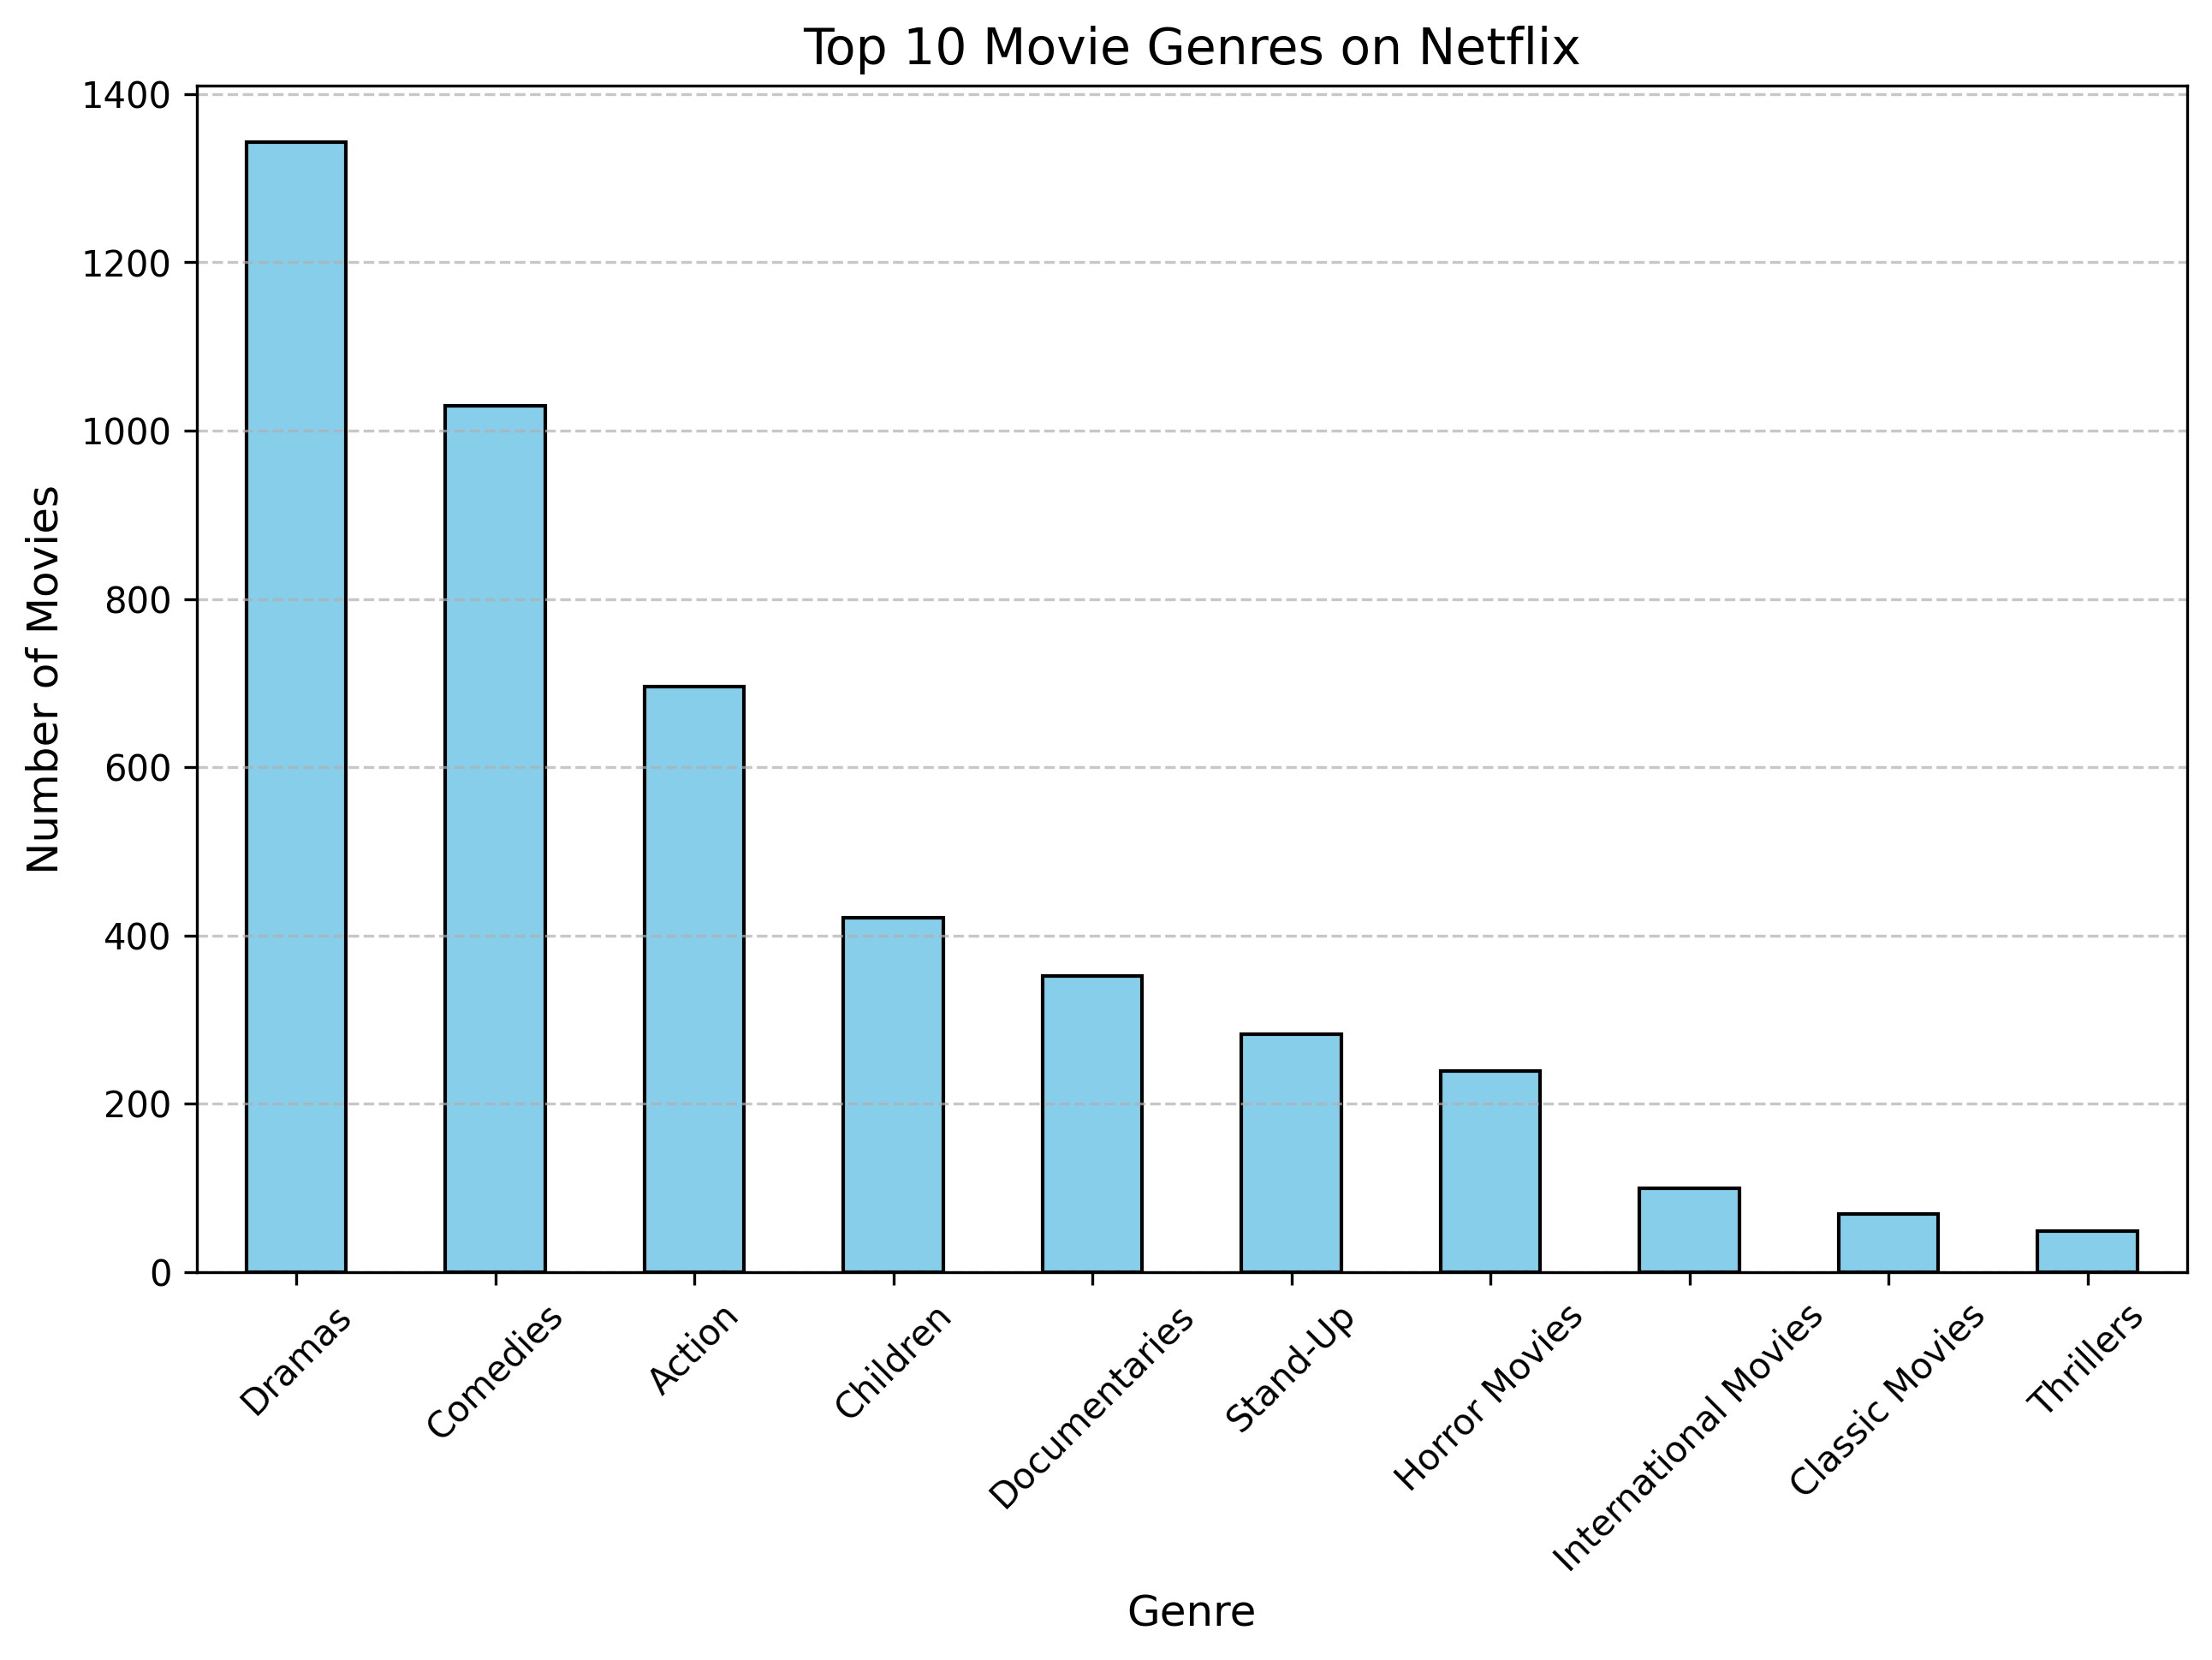 Top 10 Movie Genres on Netflix
Number of Movies
1400
1200
1000
800
600
400
200
0
Dramas
Comedies
Action
Children
Documentaries
Stand-Up
Horror Movies
International Movies
Classic Movies
Thrillers
Genre